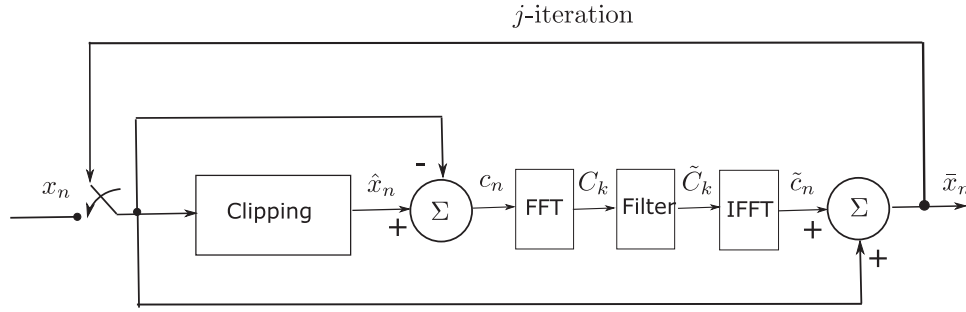 j-iteration
x_n
Clipping
x̂_n
+
-
Σ
c_n
FFT
C_k
Filter
C̃_k
IFFT
c̃_n
+
Σ
+
x̄_n